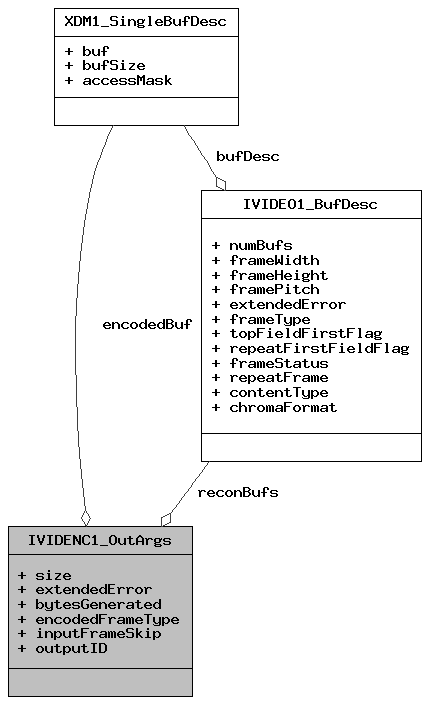 XDM1_SingleBufDesc
+ buf
+ bufSize
+ accessMask
bufDesc
IVIDEO1_BufDesc
+ numBufs
+ frameWidth
+ frameHeight
+ framePitch
+ extendedError
+ frameType
+ topFieldFirstFlag
+ repeatFirstFieldFlag
+ frameStatus
+ repeatFrame
+ contentType
+ chromaFormat
encodedBuf
reconBufs
IVIDENC1_OutArgs
+ size
+ extendedError
+ bytesGenerated
+ encodedFrameType
+ inputFrameSkip
+ outputID